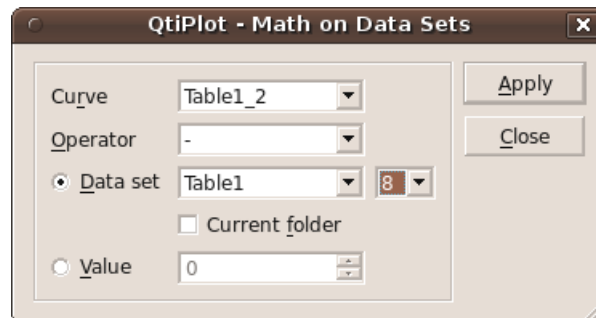 QtiPlot - Math on Data Sets
Curve Table1_2
Apply
Operator -
Close
Data set Table1 8
Current folder
Value 0